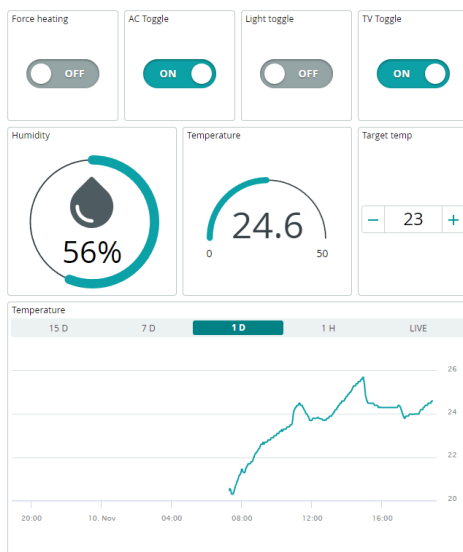 Force heating
AC Toggle
Light toggle
TV Toggle
OFF
ON
OFF
ON
Humidity
Temperature
Target temp
56%
24.6
0
50
− 23 +
Temperature
15 D
7 D
1 D
1 H
LIVE
26
24
22
20
20:00
10. Nov
04:00
08:00
12:00
16:00